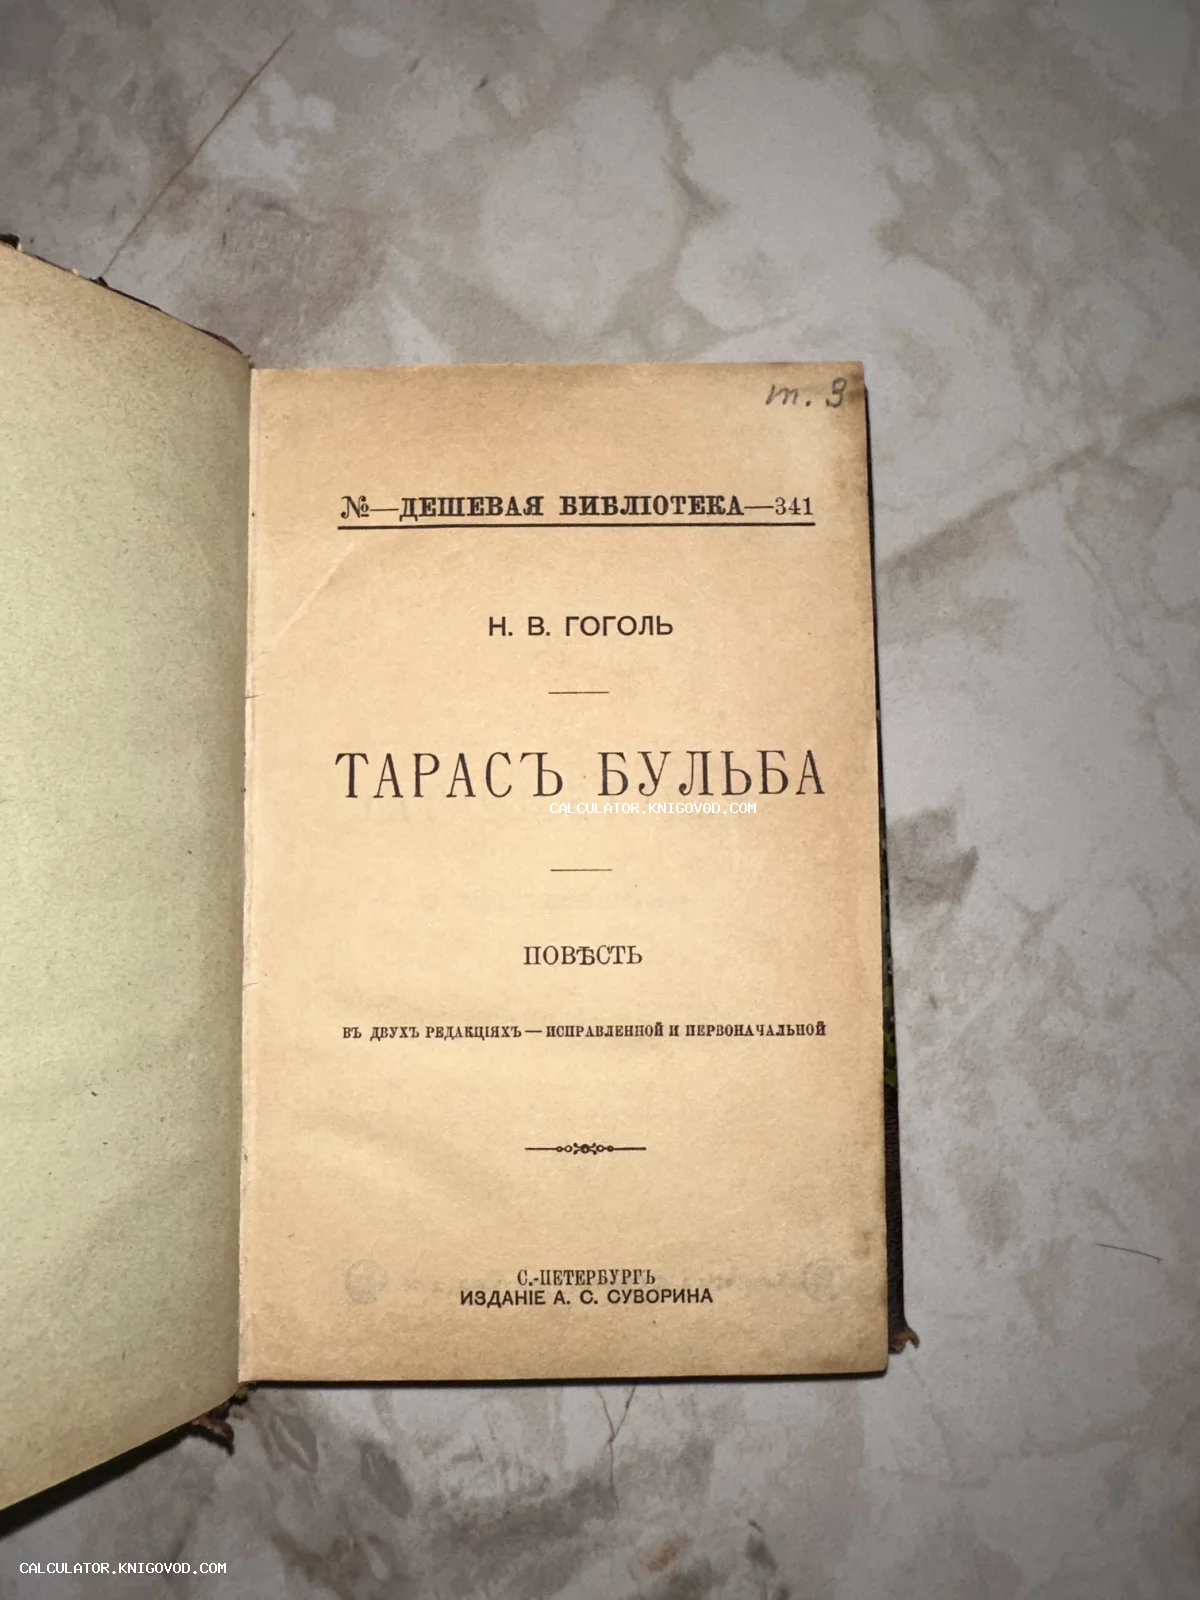 т. 3
№—ДЕШЕВАЯ БИБЛІОТЕКА—341
Н. В. ГОГОЛЬ
ТАРАСЪ БУЛЬБА
CALCULATOR.KNIGOVOD.COM
ПОВѢСТЬ
ВЪ ДВУХЪ РЕДАКЦІЯХЪ — ИСПРАВЛЕННОЙ И ПЕРВОНАЧАЛЬНОЙ
С.-ПЕТЕРБУРГЪ
ИЗДАНІЕ А. С. СУВОРИНА
CALCULATOR.KNIGOVOD.COM